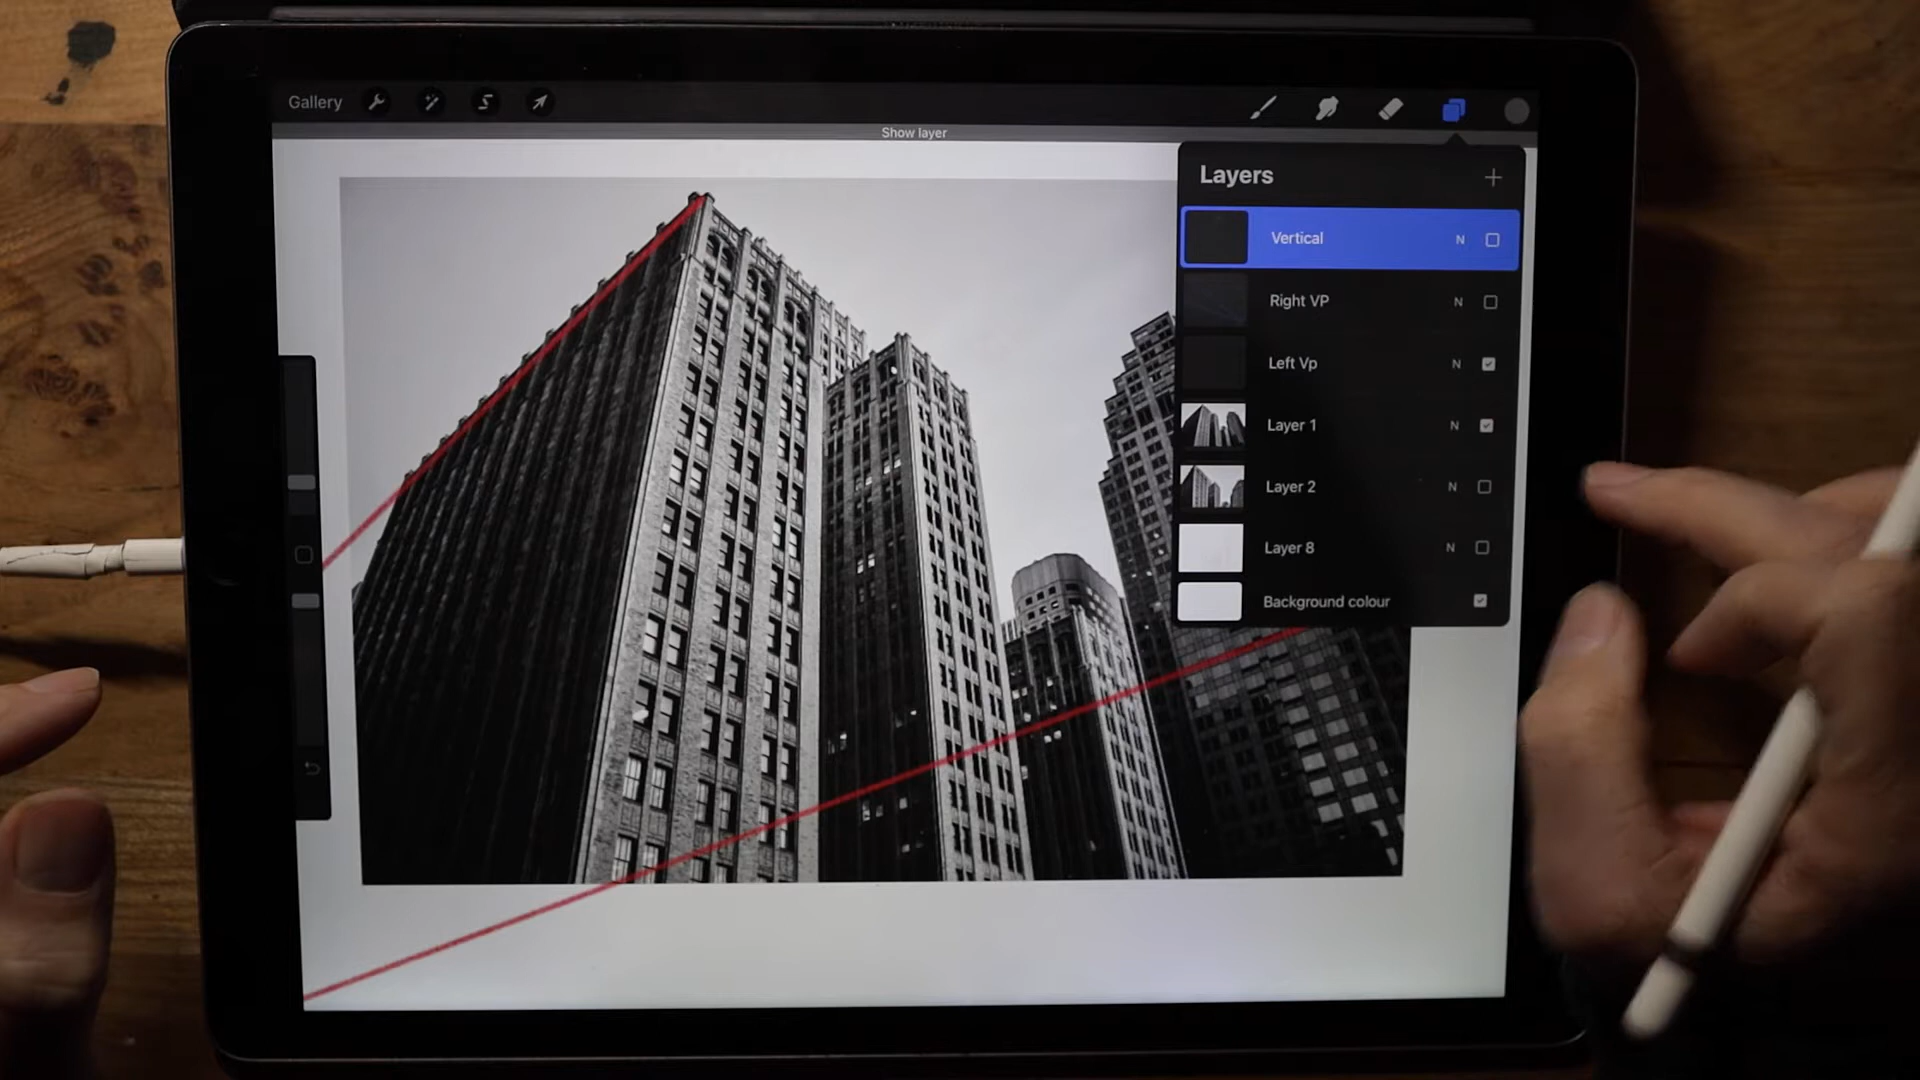 Gallery
Show layer
Layers
Vertical N
Right VP N
Left Vp N
Layer 1 N
Layer 2 N
Layer 8 N
Background colour